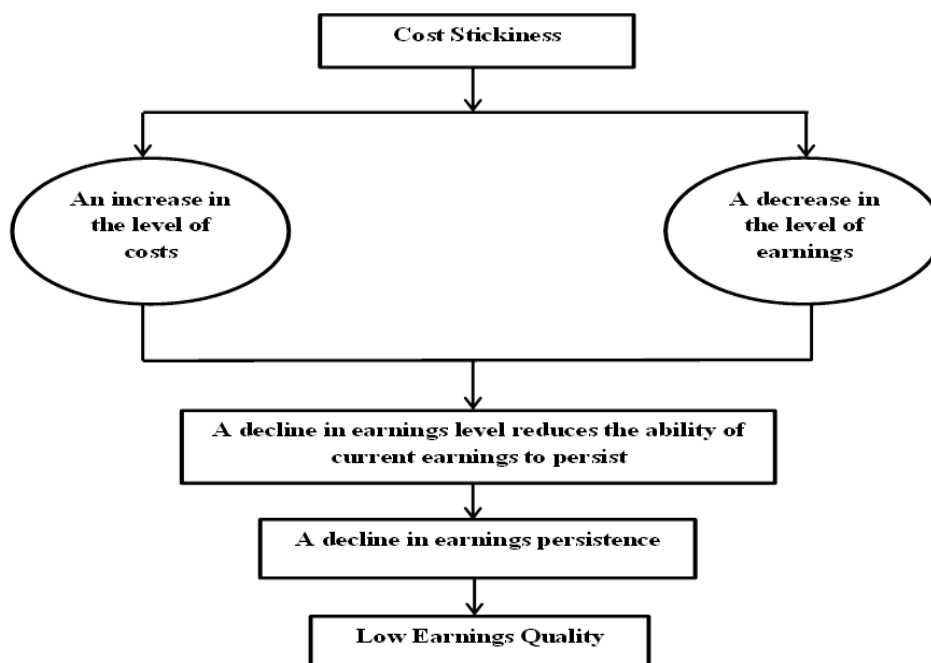 Cost Stickiness
An increase in
the level of
costs
A decrease in
the level of
earnings
A decline in earnings level reduces the ability of
current earnings to persist
A decline in earnings persistence
Low Earnings Quality